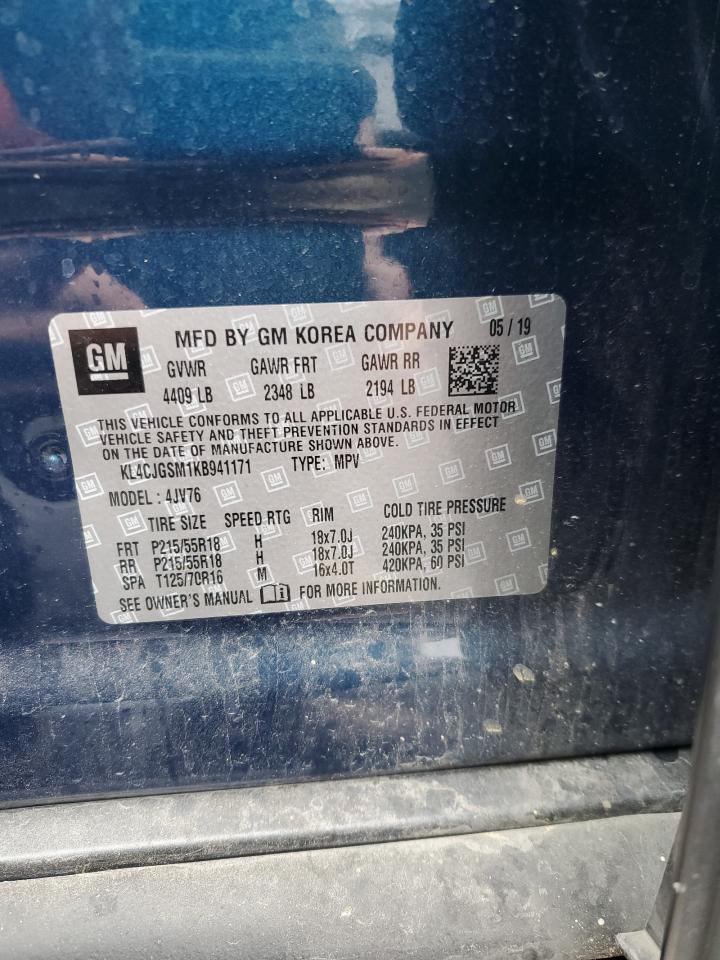 GM
MFD BY GM KOREA COMPANY 05 / 19
GVWR GAWR FRT GAWR RR
4409 LB 2348 LB 2194 LB
THIS VEHICLE CONFORMS TO ALL APPLICABLE U.S. FEDERAL MOTOR
VEHICLE SAFETY AND THEFT PREVENTION STANDARDS IN EFFECT
ON THE DATE OF MANUFACTURE SHOWN ABOVE.
KL4CJGSM1KB941171 TYPE: MPV
MODEL : 4JV76
TIRE SIZE SPEED RTG RIM COLD TIRE PRESSURE
FRT P215/55R18 H 18x7.0J 240KPA, 35 PSI
RR P215/55R18 H 18x7.0J 240KPA, 35 PSI
SPA T125/70R16 M 16x4.0T 420KPA, 60 PSI
SEE OWNER'S MANUAL FOR MORE INFORMATION.